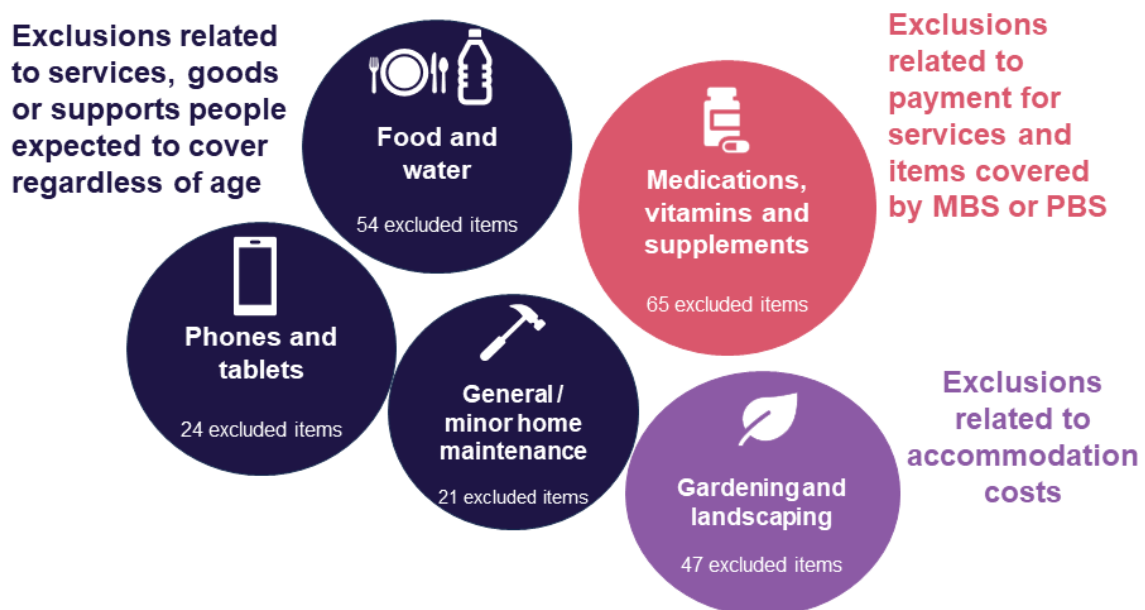 Exclusions related
to services, goods
or supports people
expected to cover
regardless of age
Food and
water
54 excluded items
Medications,
vitamins and
supplements
65 excluded items
Exclusions
related to
payment for
services and
items covered
by MBS or PBS
Phones and
tablets
24 excluded items
General /
minor home
maintenance
21 excluded items
Gardening and
landscaping
47 excluded items
Exclusions
related to
accommodation
costs